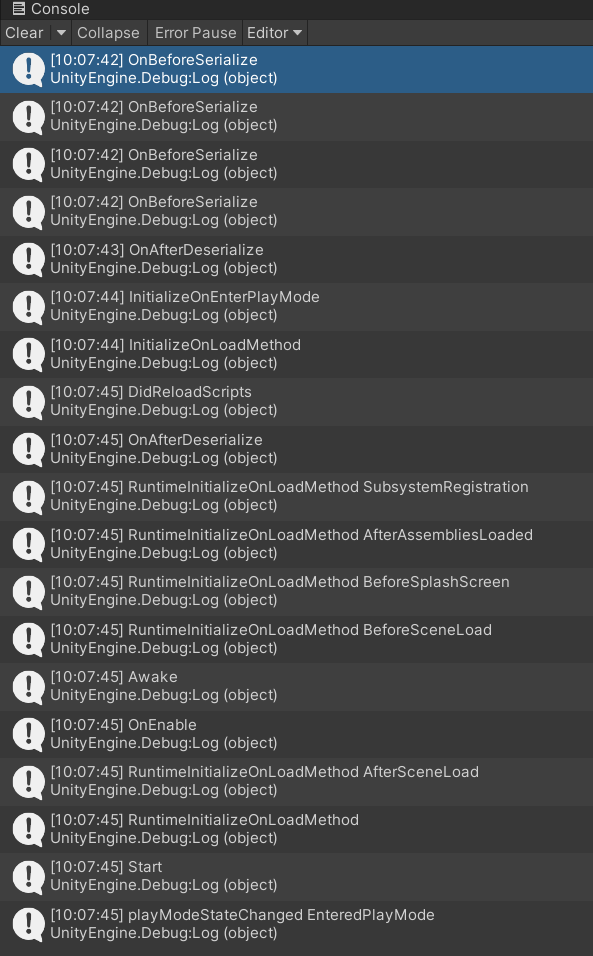 Console
Clear Collapse Error Pause Editor
[10:07:42] OnBeforeSerialize
UnityEngine.Debug:Log (object)
[10:07:42] OnBeforeSerialize
UnityEngine.Debug:Log (object)
[10:07:42] OnBeforeSerialize
UnityEngine.Debug:Log (object)
[10:07:42] OnBeforeSerialize
UnityEngine.Debug:Log (object)
[10:07:43] OnAfterDeserialize
UnityEngine.Debug:Log (object)
[10:07:44] InitializeOnEnterPlayMode
UnityEngine.Debug:Log (object)
[10:07:44] InitializeOnLoadMethod
UnityEngine.Debug:Log (object)
[10:07:45] DidReloadScripts
UnityEngine.Debug:Log (object)
[10:07:45] OnAfterDeserialize
UnityEngine.Debug:Log (object)
[10:07:45] RuntimeInitializeOnLoadMethod SubsystemRegistration
UnityEngine.Debug:Log (object)
[10:07:45] RuntimeInitializeOnLoadMethod AfterAssembliesLoaded
UnityEngine.Debug:Log (object)
[10:07:45] RuntimeInitializeOnLoadMethod BeforeSplashScreen
UnityEngine.Debug:Log (object)
[10:07:45] RuntimeInitializeOnLoadMethod BeforeSceneLoad
UnityEngine.Debug:Log (object)
[10:07:45] Awake
UnityEngine.Debug:Log (object)
[10:07:45] OnEnable
UnityEngine.Debug:Log (object)
[10:07:45] RuntimeInitializeOnLoadMethod AfterSceneLoad
UnityEngine.Debug:Log (object)
[10:07:45] RuntimeInitializeOnLoadMethod
UnityEngine.Debug:Log (object)
[10:07:45] Start
UnityEngine.Debug:Log (object)
[10:07:45] playModeStateChanged EnteredPlayMode
UnityEngine.Debug:Log (object)